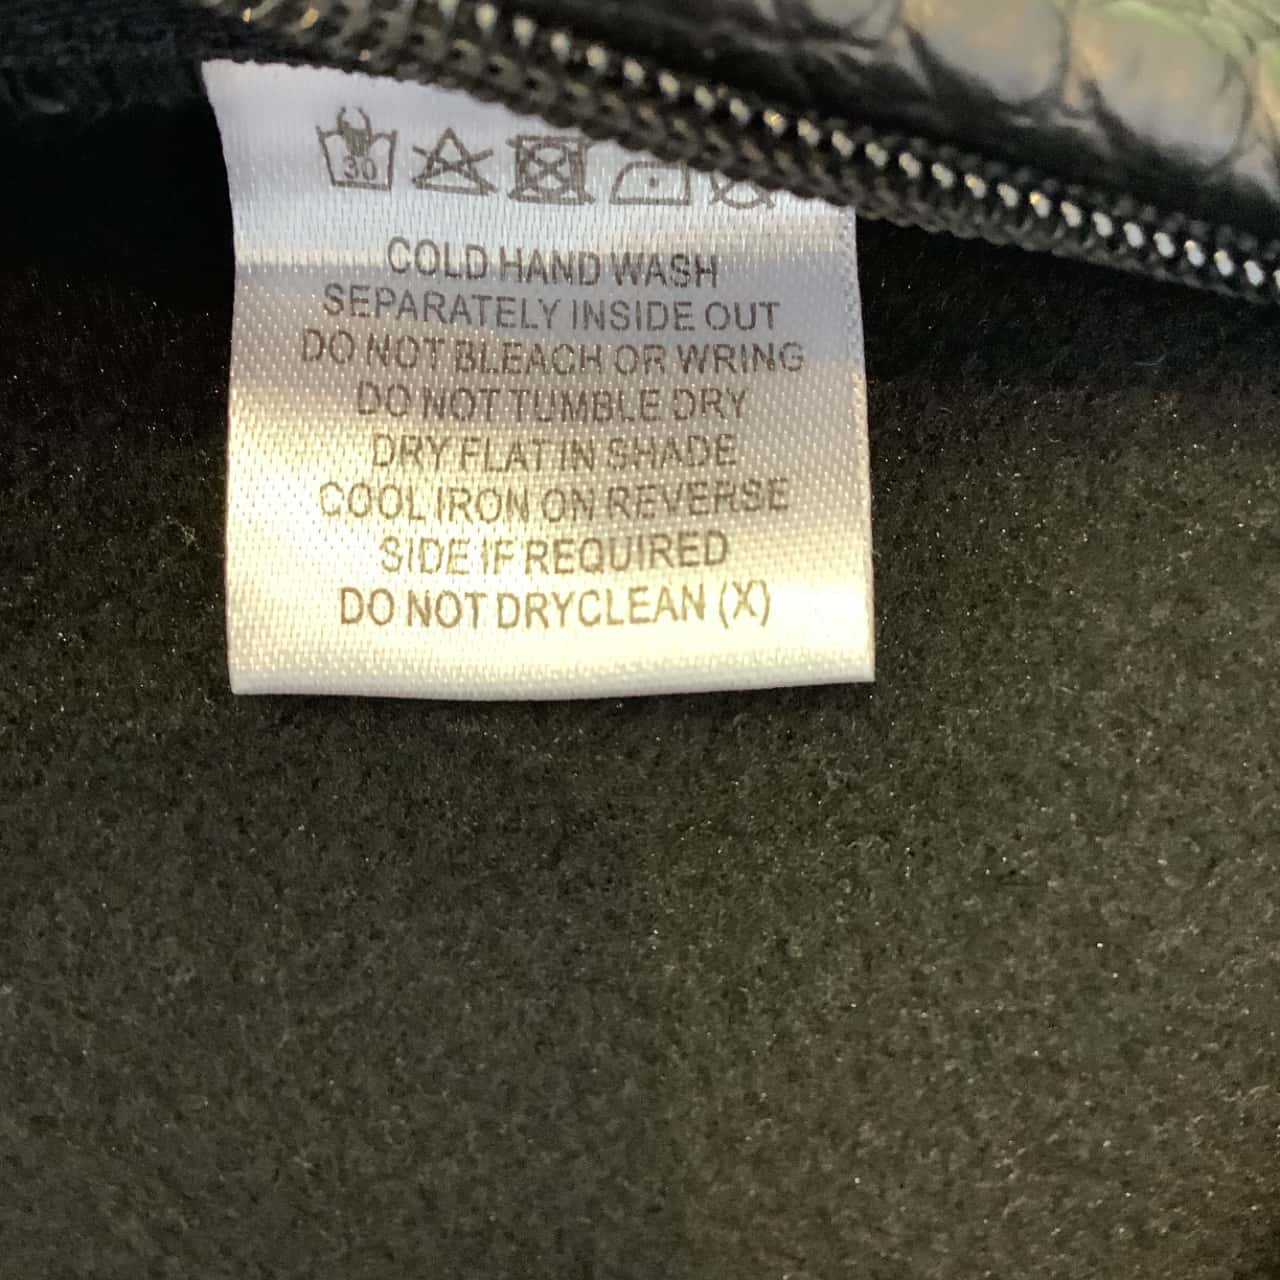 30
COLD HAND WASH
SEPARATELY INSIDE OUT
DO NOT BLEACH OR WRING
DO NOT TUMBLE DRY
DRY FLAT IN SHADE
COOL IRON ON REVERSE
SIDE IF REQUIRED
DO NOT DRYCLEAN (X)